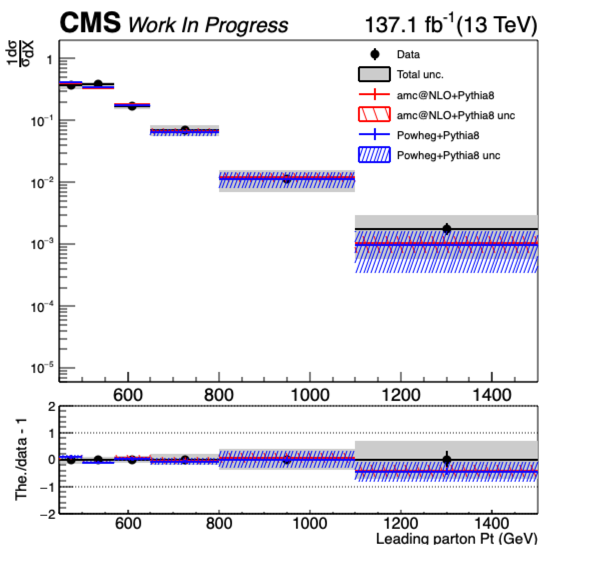 CMS Work In Progress 137.1 fb⁻¹(13 TeV)
1dσ
σdX
1
10⁻¹
10⁻²
10⁻³
10⁻⁴
10⁻⁵
Data
Total unc.
amc@NLO+Pythia8
amc@NLO+Pythia8 unc
Powheg+Pythia8
Powheg+Pythia8 unc
600 800 1000 1200 1400
The./data - 1
2
1
0
−1
−2
600 800 1000 1200 1400
Leading parton Pt (GeV)